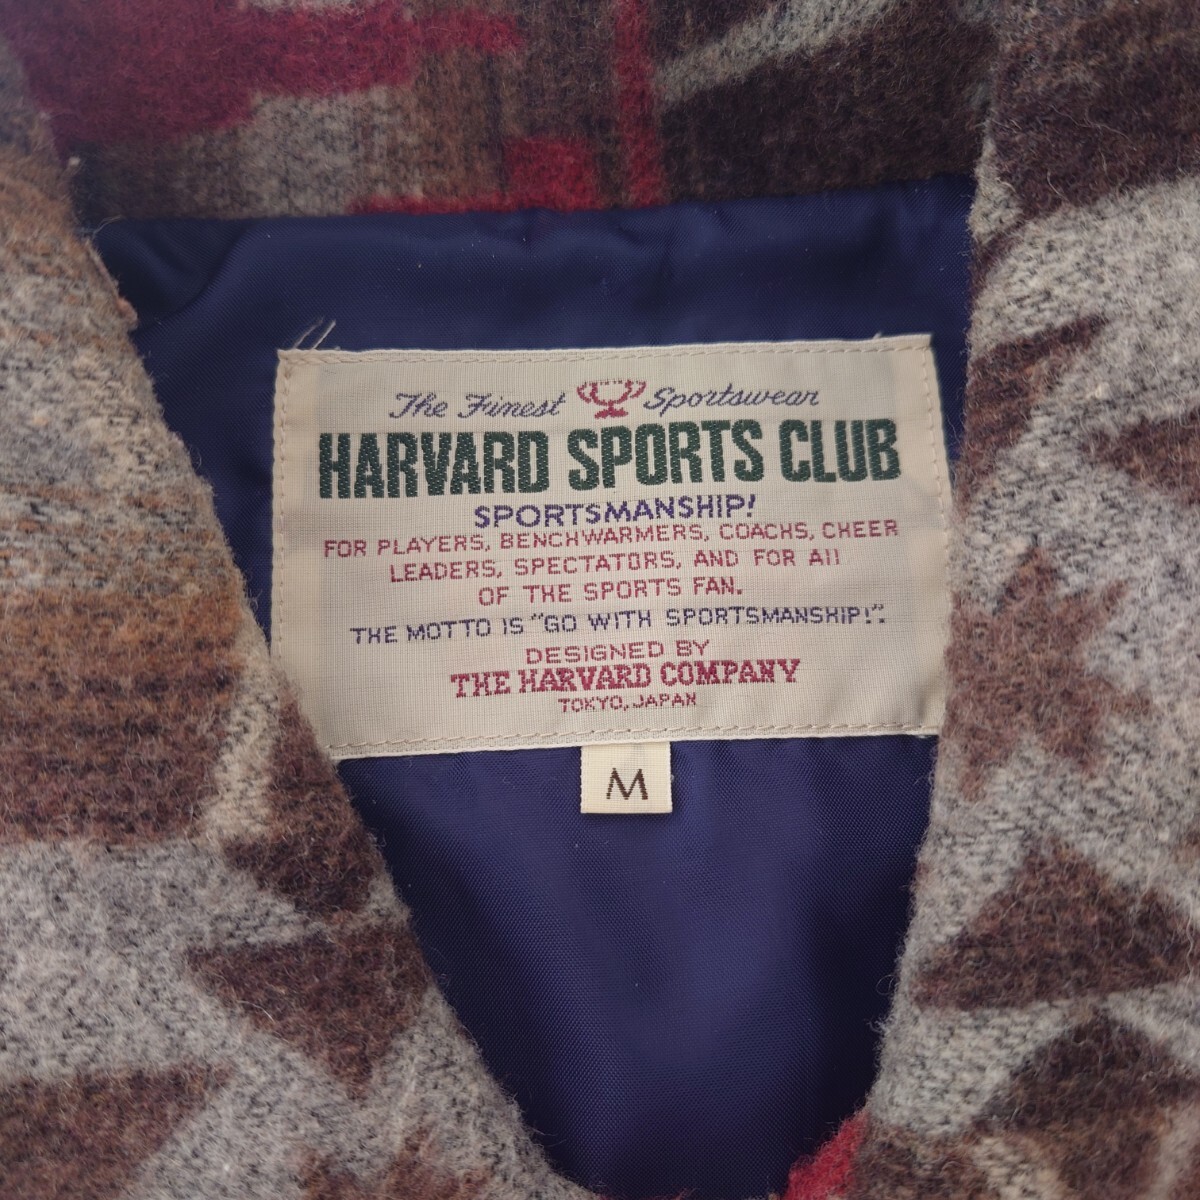 The Finest Sportswear
HARVARD SPORTS CLUB
SPORTSMANSHIP!
FOR PLAYERS, BENCHWARMERS, COACHS, CHEER
LEADERS, SPECTATORS, AND FOR All
OF THE SPORTS FAN.
THE MOTTO IS "GO WITH SPORTSMANSHIP!".
DESIGNED BY
THE HARVARD COMPANY
TOKYO, JAPAN
M